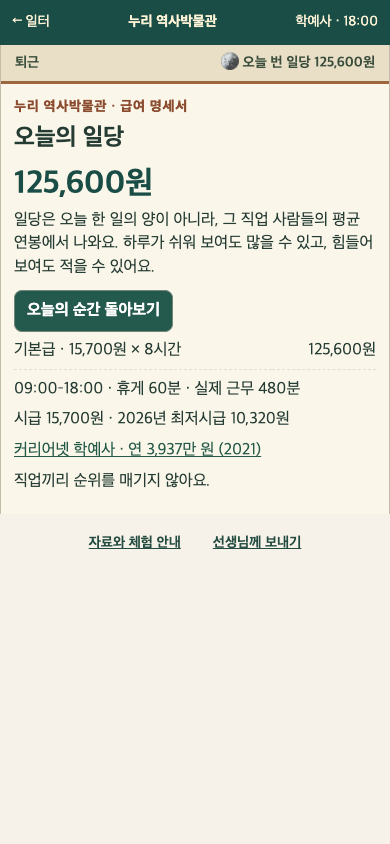 ← 일터 누리 역사박물관 학예사 · 18:00
퇴근 오늘 번 일당 125,600원
누리 역사박물관 · 급여 명세서
오늘의 일당
125,600원
일당은 오늘 한 일의 양이 아니라, 그 직업 사람들의 평균
연봉에서 나와요. 하루가 쉬워 보여도 많을 수 있고, 힘들어
보여도 적을 수 있어요.
오늘의 순간 돌아보기
기본급 · 15,700원 × 8시간 125,600원
09:00-18:00 · 휴게 60분 · 실제 근무 480분
시급 15,700원 · 2026년 최저시급 10,320원
커리어넷 학예사 · 연 3,937만 원 (2021)
직업끼리 순위를 매기지 않아요.
자료와 체험 안내 선생님께 보내기